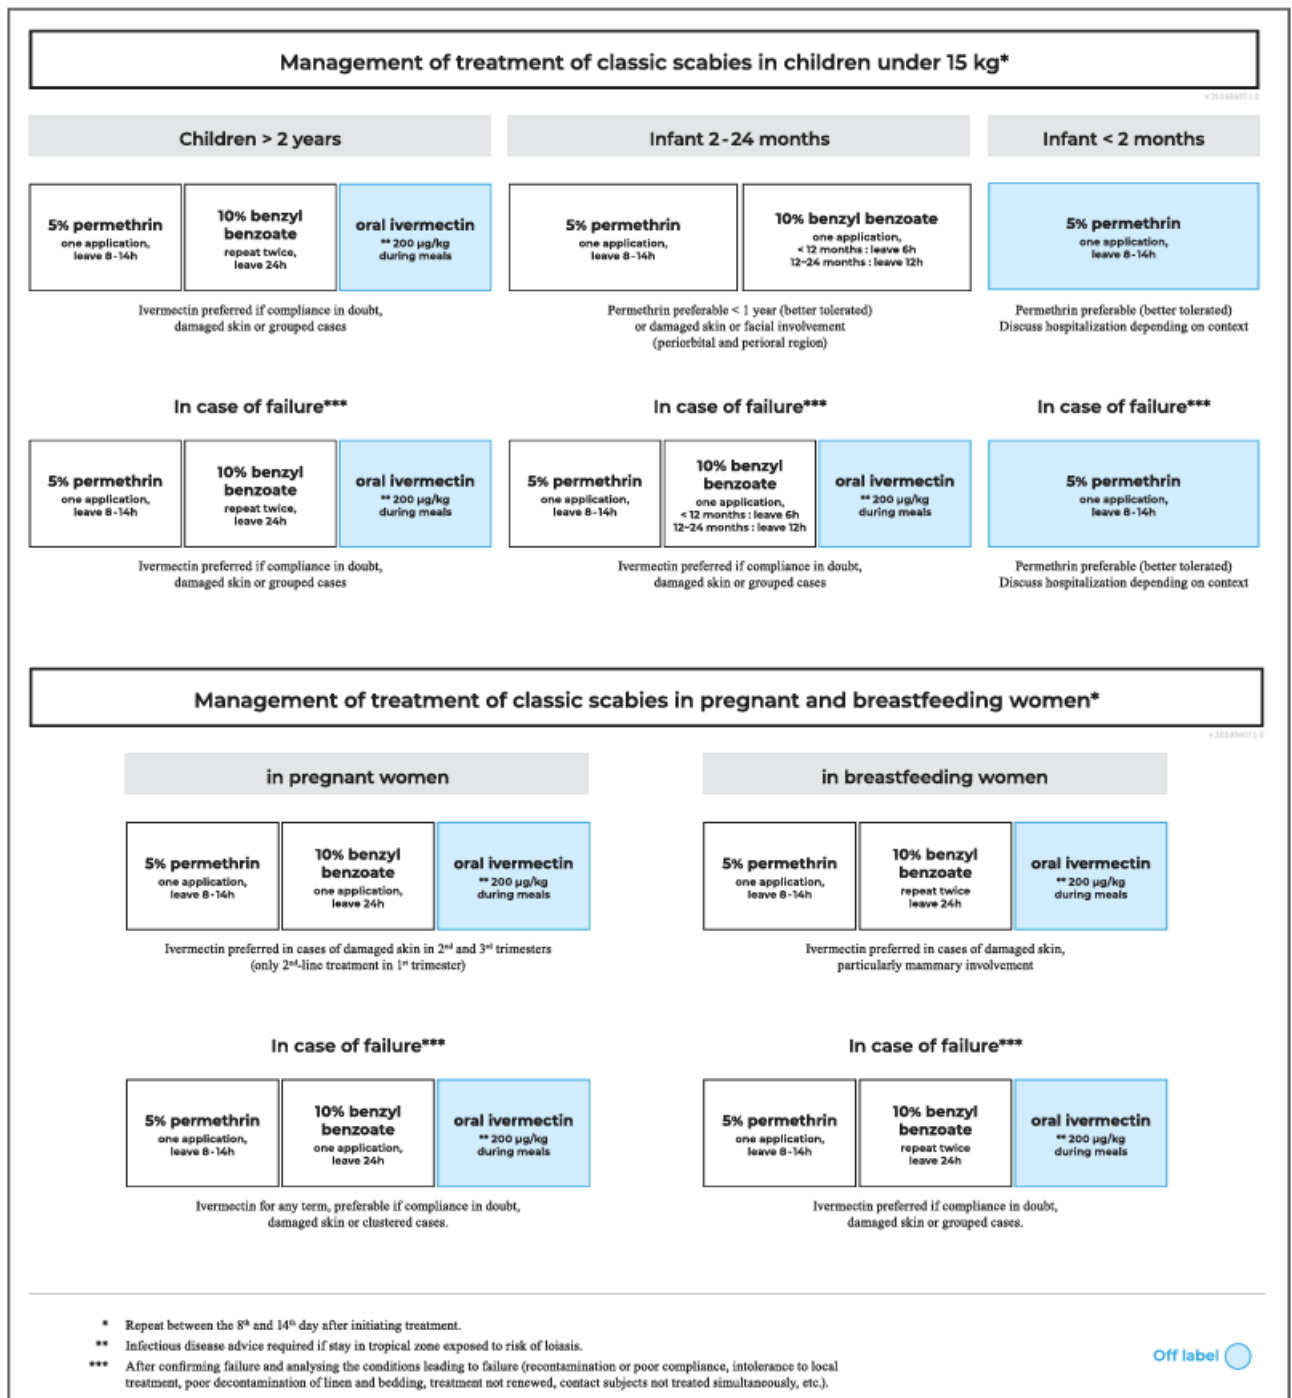 Management of treatment of classic scabies in children under 15 kg*
Children > 2 years
Infant 2-24 months
Infant < 2 months
5% permethrin
one application,
leave 8-14h
10% benzyl
benzoate
repeat twice,
leave 24h
oral ivermectin
** 200 µg/kg
during meals
5% permethrin
one application,
leave 8-14h
10% benzyl benzoate
one application,
< 12 months : leave 6h
12-24 months : leave 12h
5% permethrin
one application,
leave 8-14h
Ivermectin preferred if compliance in doubt,
damaged skin or grouped cases
Permethrin preferable < 1 year (better tolerated)
or damaged skin or facial involvement
(periorbital and perioral region)
Permethrin preferable (better tolerated)
Discuss hospitalization depending on context
In case of failure***
In case of failure***
In case of failure***
5% permethrin
one application,
leave 8-14h
10% benzyl
benzoate
repeat twice,
leave 24h
oral ivermectin
** 200 µg/kg
during meals
5% permethrin
one application,
leave 8-14h
10% benzyl
benzoate
one application,
< 12 months : leave 6h
12-24 months : leave 12h
oral ivermectin
** 200 µg/kg
during meals
5% permethrin
one application,
leave 8-14h
Ivermectin preferred if compliance in doubt,
damaged skin or grouped cases
Ivermectin preferred if compliance in doubt,
damaged skin or grouped cases
Permethrin preferable (better tolerated)
Discuss hospitalization depending on context
Management of treatment of classic scabies in pregnant and breastfeeding women*
in pregnant women
in breastfeeding women
5% permethrin
one application,
leave 8-14h
10% benzyl
benzoate
one application,
leave 24h
oral ivermectin
** 200 µg/kg
during meals
5% permethrin
one application,
leave 8-14h
10% benzyl
benzoate
repeat twice
leave 24h
oral ivermectin
** 200 µg/kg
during meals
Ivermectin preferred in cases of damaged skin in 2nd and 3rd trimesters
(only 2nd-line treatment in 1st trimester)
Ivermectin preferred in cases of damaged skin,
particularly mammary involvement
In case of failure***
In case of failure***
5% permethrin
one application,
leave 8-14h
10% benzyl
benzoate
one application,
leave 24h
oral ivermectin
** 200 µg/kg
during meals
5% permethrin
one application,
leave 8-14h
10% benzyl
benzoate
repeat twice
leave 24h
oral ivermectin
** 200 µg/kg
during meals
Ivermectin for any term, preferable if compliance in doubt,
damaged skin or clustered cases.
Ivermectin preferred if compliance in doubt,
damaged skin or grouped cases.
* Repeat between the 8th and 14th day after initiating treatment.
** Infectious disease advice required if stay in tropical zone exposed to risk of loiasis.
*** After confirming failure and analysing the conditions leading to failure (recontamination or poor compliance, intolerance to local
treatment, poor decontamination of linen and bedding, treatment not renewed, contact subjects not treated simultaneously, etc.).
Off label